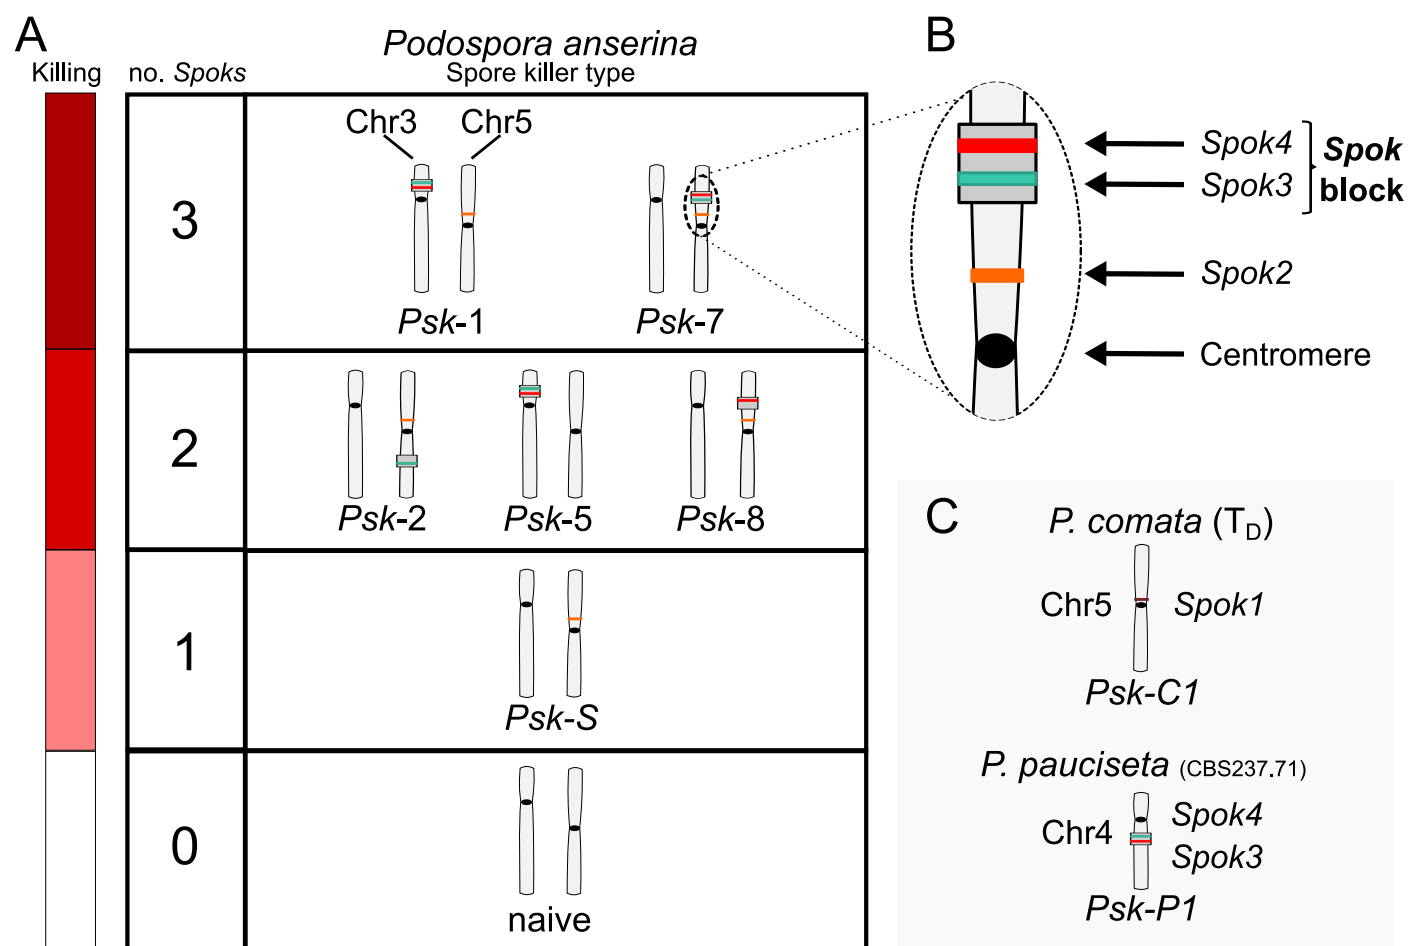 A
Killing
no. Spoks
Podospora anserina
Spore killer type
3
Chr3
Chr5
Psk-1
Psk-7
2
Psk-2
Psk-5
Psk-8
1
Psk-S
0
naive
B
Spok4
Spok3
Spok
block
Spok2
Centromere
C
P. comata (TD)
Chr5
Spok1
Psk-C1
P. pauciseta (CBS237.71)
Chr4
Spok4
Spok3
Psk-P1